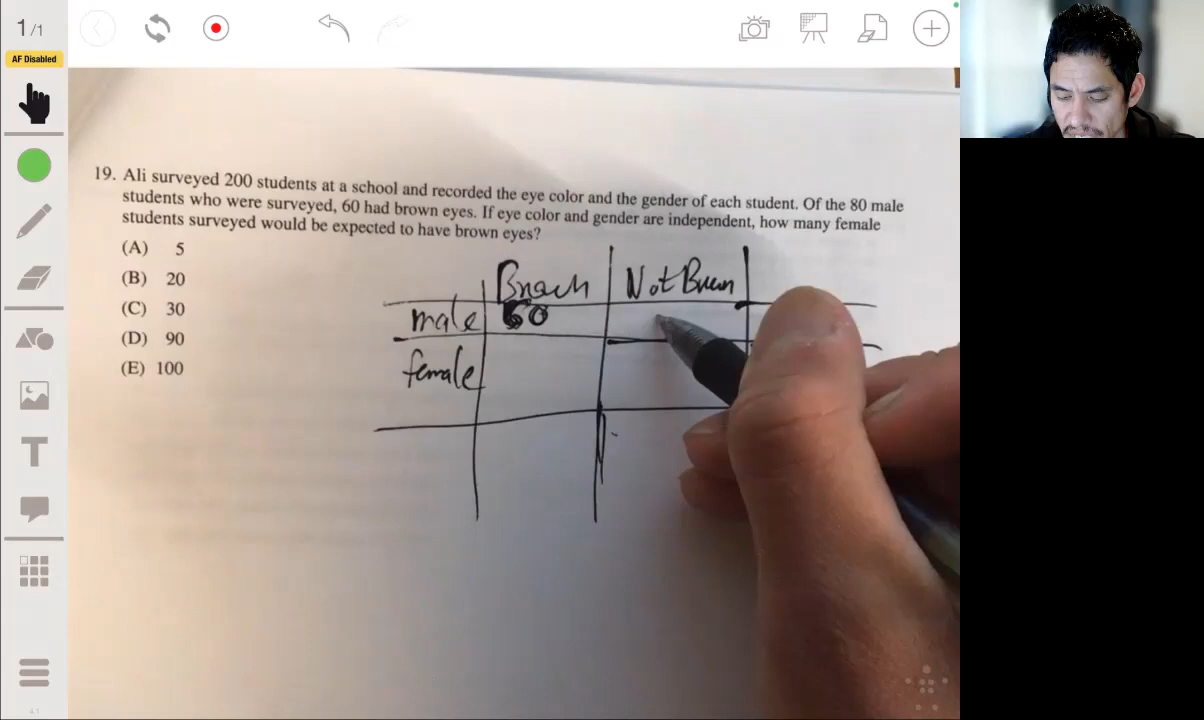 1/1
AF Disabled
19. Ali surveyed 200 students at a school and recorded the eye color and the gender of each student. Of the 80 male
students who were surveyed, 60 had brown eyes. If eye color and gender are independent, how many female
students surveyed would be expected to have brown eyes?
(A) 5
(B) 20
(C) 30
(D) 90
(E) 100
Not
male 60
female
T